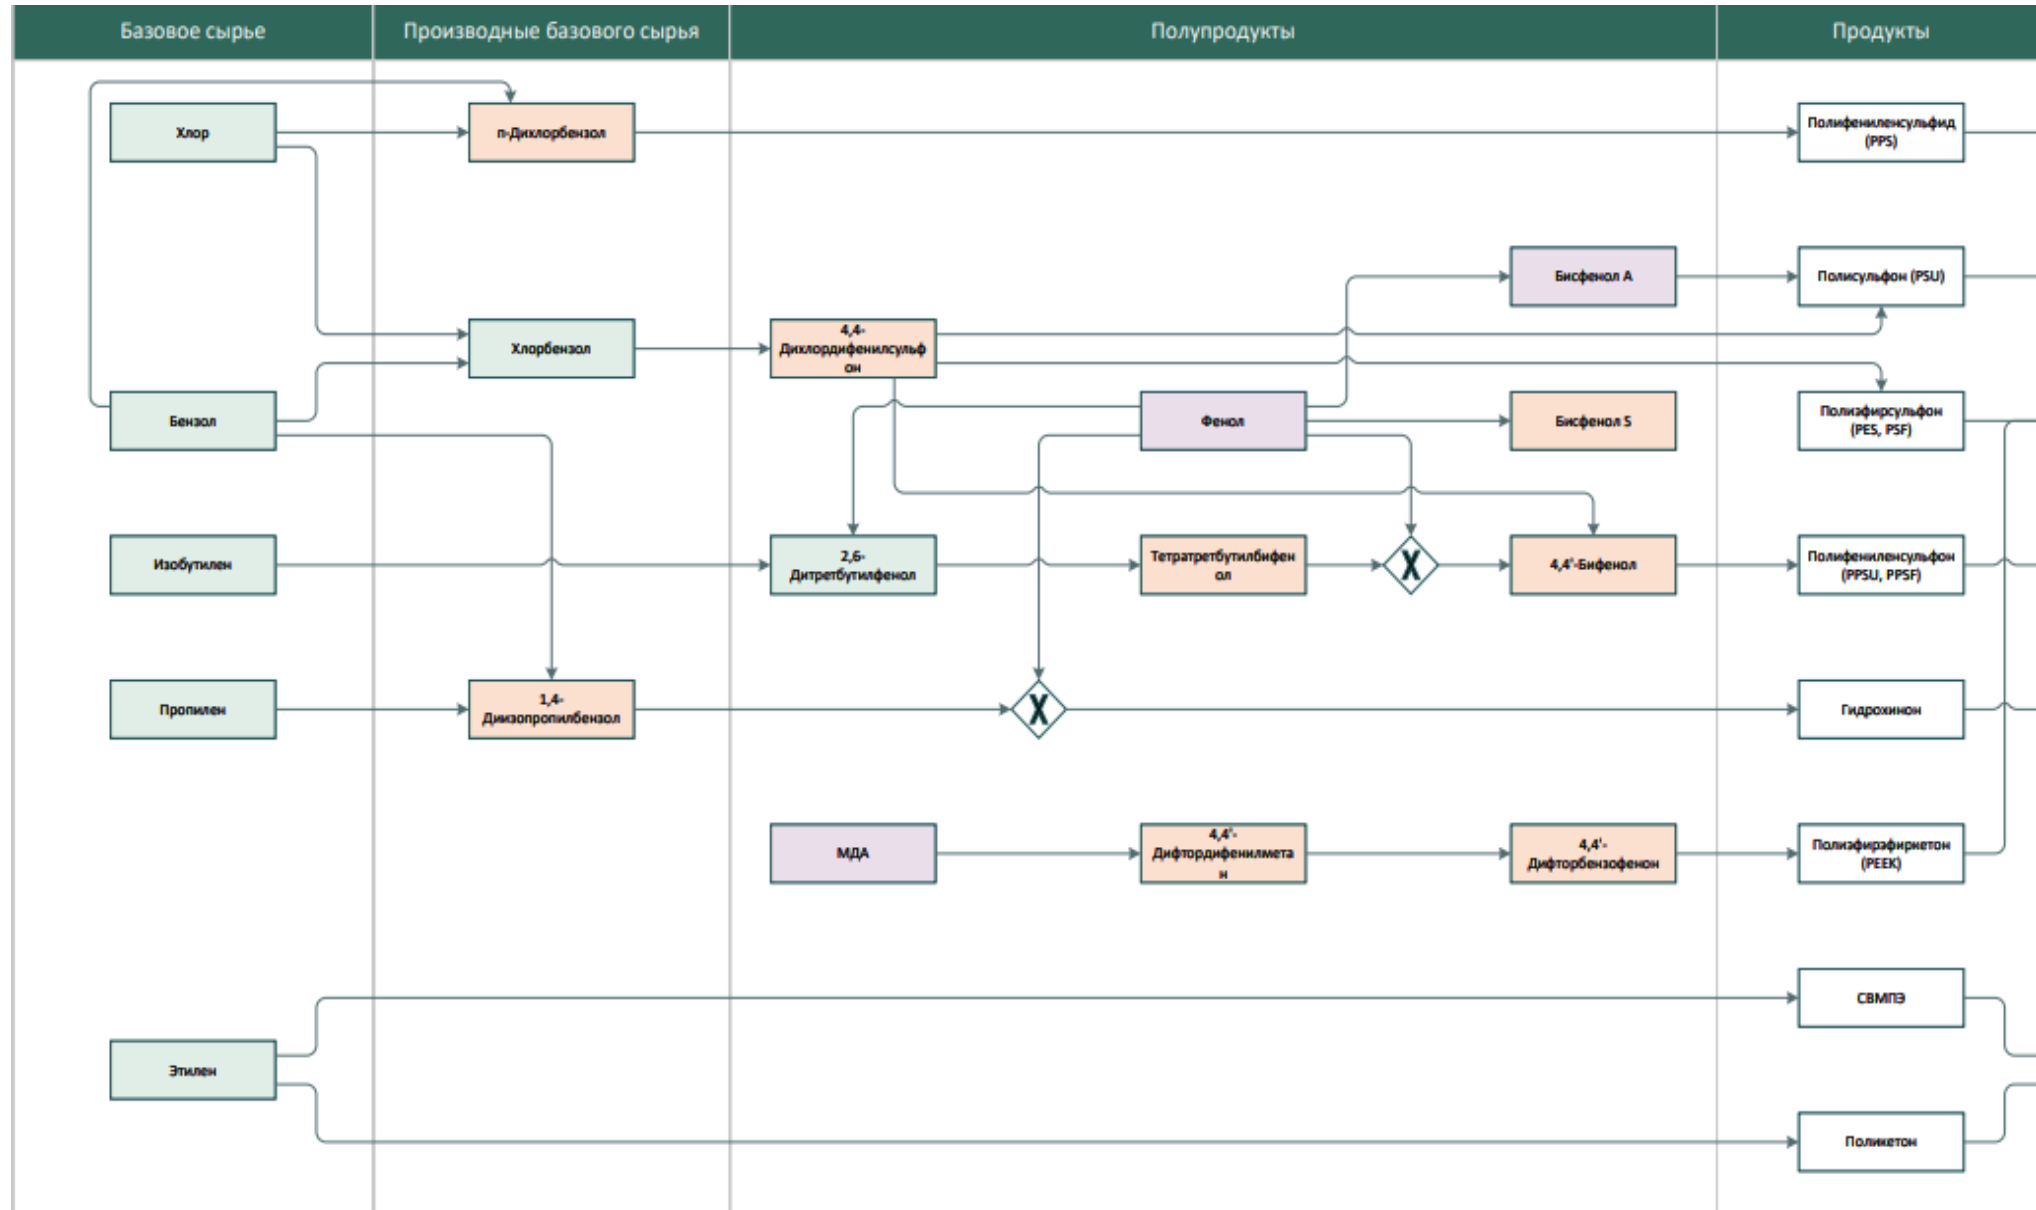 Базовое сырье
Производные базового сырья
Полупродукты
Продукты
Хлор
п-Дихлорбензол
Полифениленсульфид
(PPS)
Бисфенол А
Полисульфон (PSU)
Хлорбензол
4,4-
Дихлордифенилсульф
он
Бензол
Фенол
Бисфенол S
Полиэфирсульфон
(PES, PSF)
Изобутилен
2,6-
Дитретбутилфенол
Тетратретбутилбифен
ол
X
4,4'-Бифенол
Полифениленсульфон
(PPSU, PPSF)
Пропилен
1,4-
Диизопропилбензол
X
Гидрохинон
МДА
4,4'-
Дифтордифенилмета
н
4,4'-
Дифторбензофенон
Полиэфирэфиркетон
(PEEK)
СВМПЭ
Этилен
Поликетон